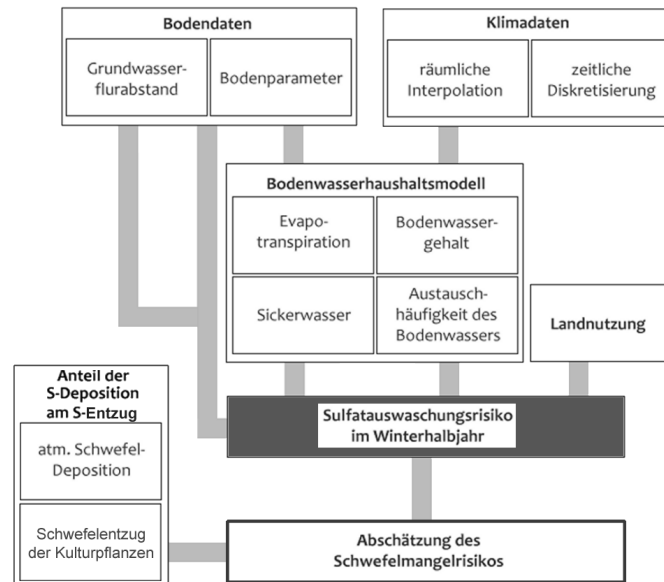 Bodendaten
Grundwasser-
flurabstand
Bodenparameter
Klimadaten
räumliche
Interpolation
zeitliche
Diskretisierung
Bodenwasserhaushaltsmodell
Evapo-
transpiration
Bodenwasser-
gehalt
Sickerwasser
Austausch-
häufigkeit des
Bodenwassers
Landnutzung
Anteil der
S-Deposition
am S-Entzug
atm. Schwefel-
Deposition
Schwefelentzug
der Kulturpflanzen
Sulfatauswaschungsrisiko
im Winterhalbjahr
Abschätzung des
Schwefelmangelrisikos